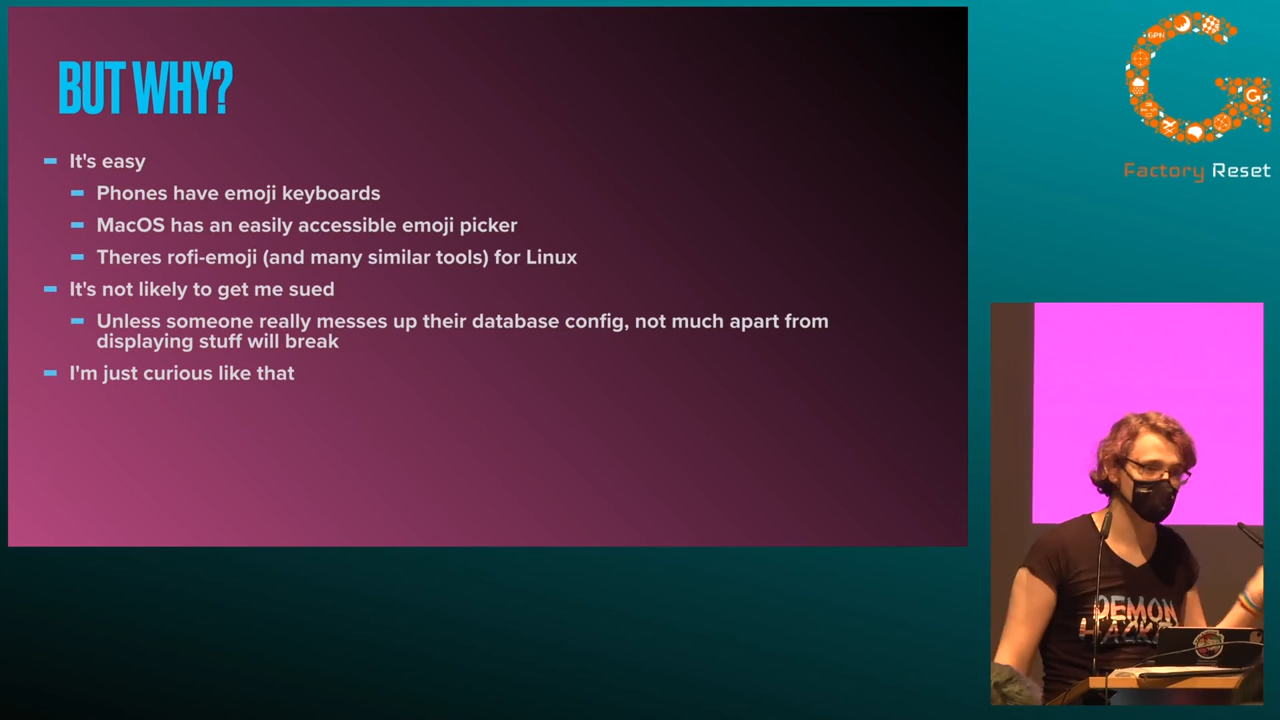 BUT WHY?
It's easy
Phones have emoji keyboards
MacOS has an easily accessible emoji picker
Theres rofi-emoji (and many similar tools) for Linux
It's not likely to get me sued
Unless someone really messes up their database config, not much apart from
displaying stuff will break
I'm just curious like that
GPN
Factory Reset
DEMON